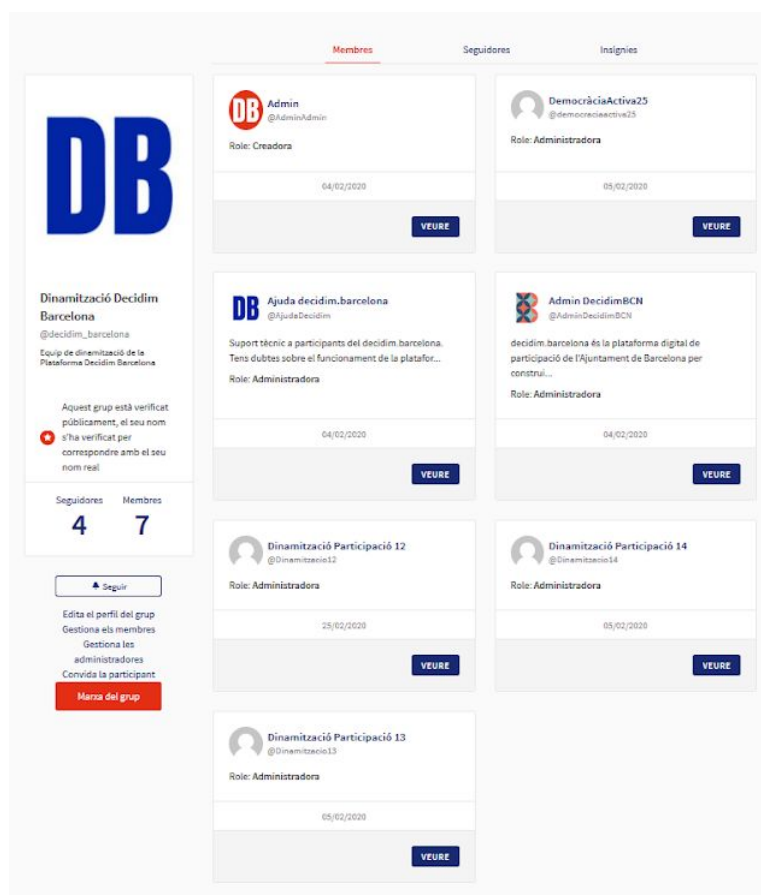 Membres
Seguidores
Insígnies
DB
Dinamització Decidim
Barcelona
@decidim_barcelona
Equip de dinamització de la
Plataforma Decidim Barcelona
Aquest grup està verificat
públicament, el seu nom
s'ha verificat per
correspondre amb el seu
nom real
Seguidores
Membres
4
7
Seguir
Edita el perfil del grup
Gestiona els membres
Gestiona les
administradores
Convida la participant
Marxa del grup
DB
Admin
@AdminAdmin
Role: Creadora
04/02/2020
VEURE
DemocràciaActiva25
@democraciaactiva25
Role: Administradora
05/02/2020
VEURE
DB
Ajuda decidim.barcelona
@AjudaDecidim
Suport tècnic a participants del decidim.barcelona.
Tens dubtes sobre el funcionament de la platafor...
Role: Administradora
04/02/2020
VEURE
Admin DecidimBCN
@AdminDecidimBCN
decidim.barcelona és la plataforma digital de
participació de l'Ajuntament de Barcelona per
construi...
Role: Administradora
04/02/2020
VEURE
Dinamització Participació 12
@Dinamitzacio12
Role: Administradora
25/02/2020
VEURE
Dinamització Participació 14
@Dinamitzacio14
Role: Administradora
05/02/2020
VEURE
Dinamització Participació 13
@Dinamitzacio13
Role: Administradora
05/02/2020
VEURE